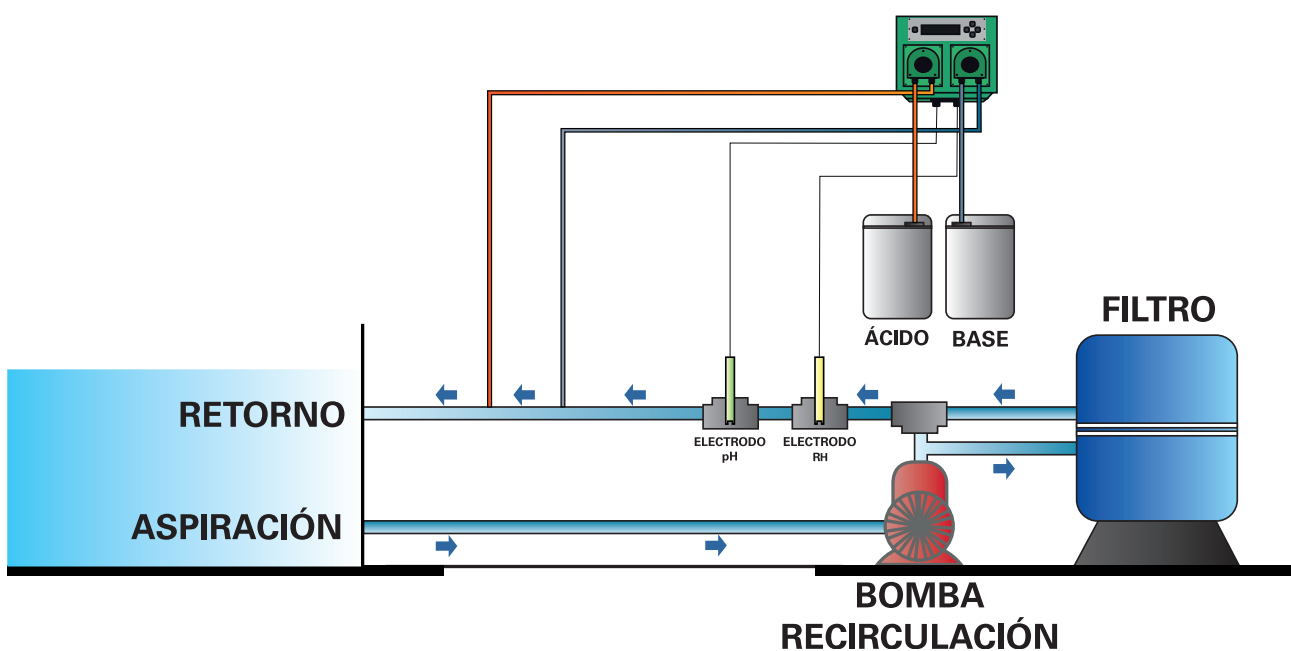 FILTRO
ÁCIDO
BASE
RETORNO
ELECTRODO
pH
ELECTRODO
RH
ASPIRACIÓN
BOMBA
RECIRCULACIÓN